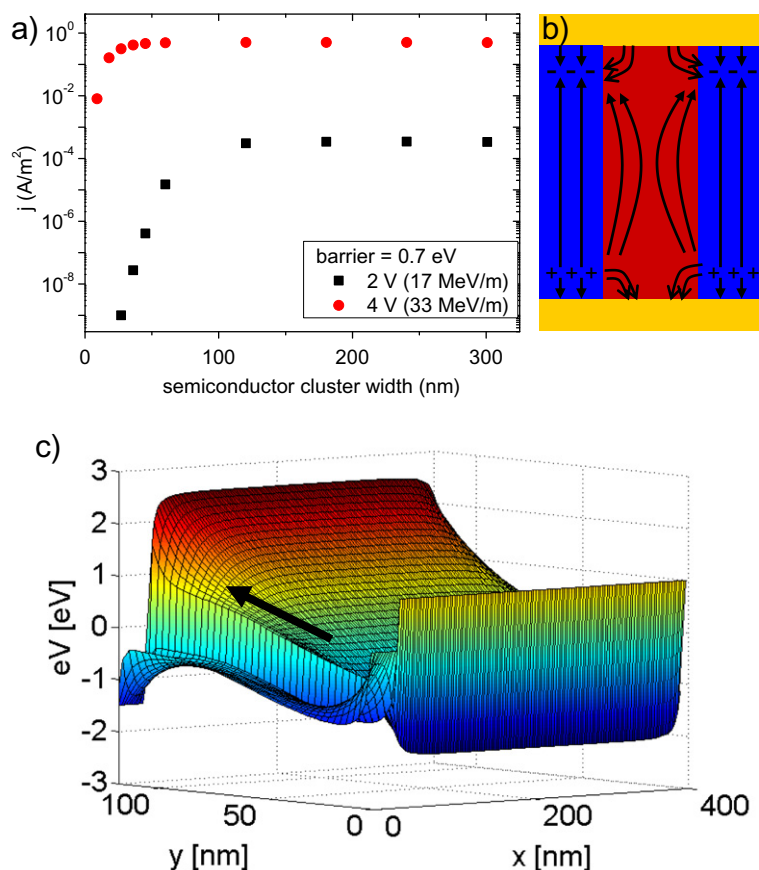 a)
10^0
10^-2
10^-4
10^-6
10^-8
j (A/m^2)
0 100 200 300
semiconductor cluster width (nm)
barrier = 0.7 eV
2 V (17 MeV/m)
4 V (33 MeV/m)
b)
- - - - - -
+ + + + + +
c)
3
2
1
0
-1
-2
-3
eV [eV]
100 50 0
y [nm]
0 200 400
x [nm]